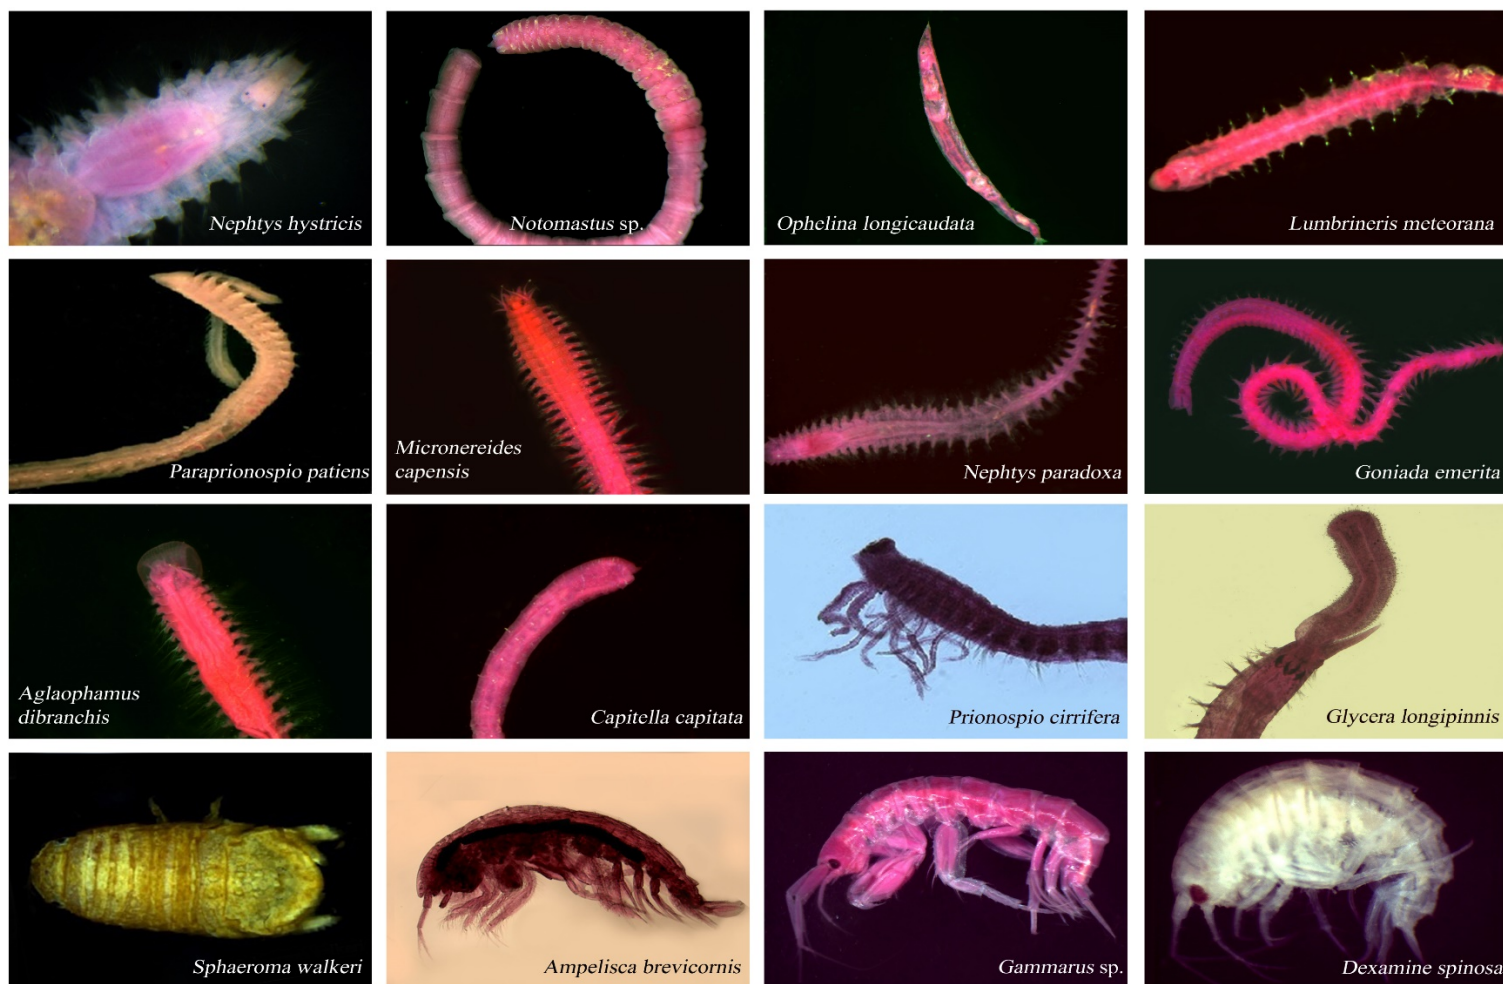 Nephtys hystricis
Notomastus sp.
Ophelina longicaudata
Lumbrineris meteorana
Paraprionospio patiens
Micronereides
capensis
Nephtys paradoxa
Goniada emerita
Aglaophamus
dibranchis
Capitella capitata
Prionospio cirrifera
Glycera longipinnis
Sphaeroma walkeri
Ampelisca brevicornis
Gammarus sp.
Dexamine spinosa